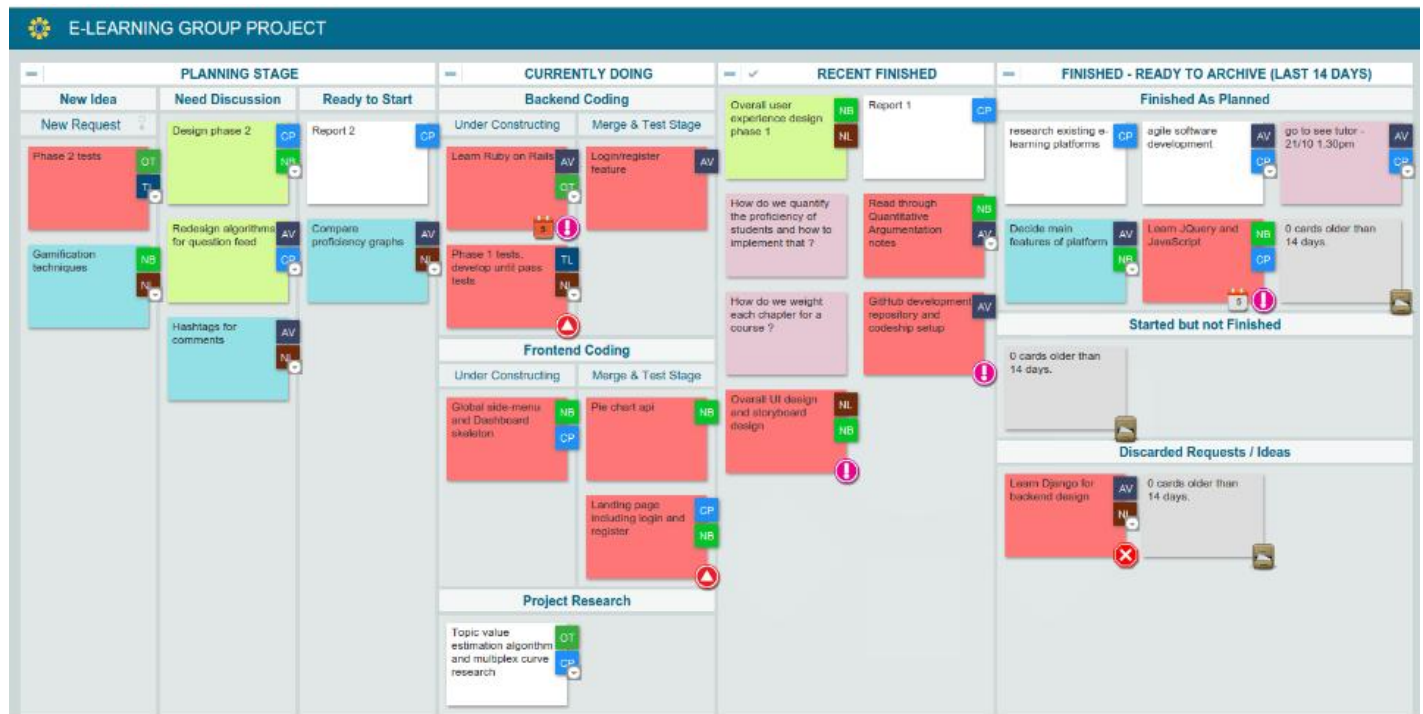 E-LEARNING GROUP PROJECT
PLANNING STAGE
New Idea
Need Discussion
Ready to Start
New Request
Phase 2 tests
OT
TL
Gamification
techniques
NB
NL
Design phase 2
CP
NB
Redesign algorithms
for question feed
AV
CP
Hashtags for
comments
AV
NL
Report 2
CP
Compare
proficiency graphs
AV
NL
CURRENTLY DOING
Backend Coding
Under Constructing
Merge & Test Stage
Learn Ruby on Rails
AV
OT
5
Phase 1 tests,
develop until pass
tests
TL
NL
Login/register
feature
AV
Frontend Coding
Under Constructing
Merge & Test Stage
Global side-menu
and Dashboard
skeleton
NB
CP
Pie chart api
NB
Landing page
including login and
register
CP
NB
Project Research
Topic value
estimation algorithm
and multiplex curve
research
OT
CP
RECENT FINISHED
Overall user
experience design
phase 1
NB
NL
Report 1
CP
How do we quantify
the proficiency of
students and how to
implement that ?
Read through
Quantitative
Argumentation
notes
NB
AV
How do we weight
each chapter for a
course ?
GitHub development
repository and
codeship setup
AV
Overall UI design
and storyboard
design
NL
NB
FINISHED - READY TO ARCHIVE (LAST 14 DAYS)
Finished As Planned
research existing e-
learning platforms
CP
agile software
development
AV
CP
go to see tutor -
21/10 1.30pm
AV
CP
Decide main
features of platform
AV
NB
Learn JQuery and
JavaScript
NB
CP
5
0 cards older than
14 days.
Started but not Finished
0 cards older than
14 days.
Discarded Requests / Ideas
Learn Django for
backend design
AV
NL
0 cards older than
14 days.